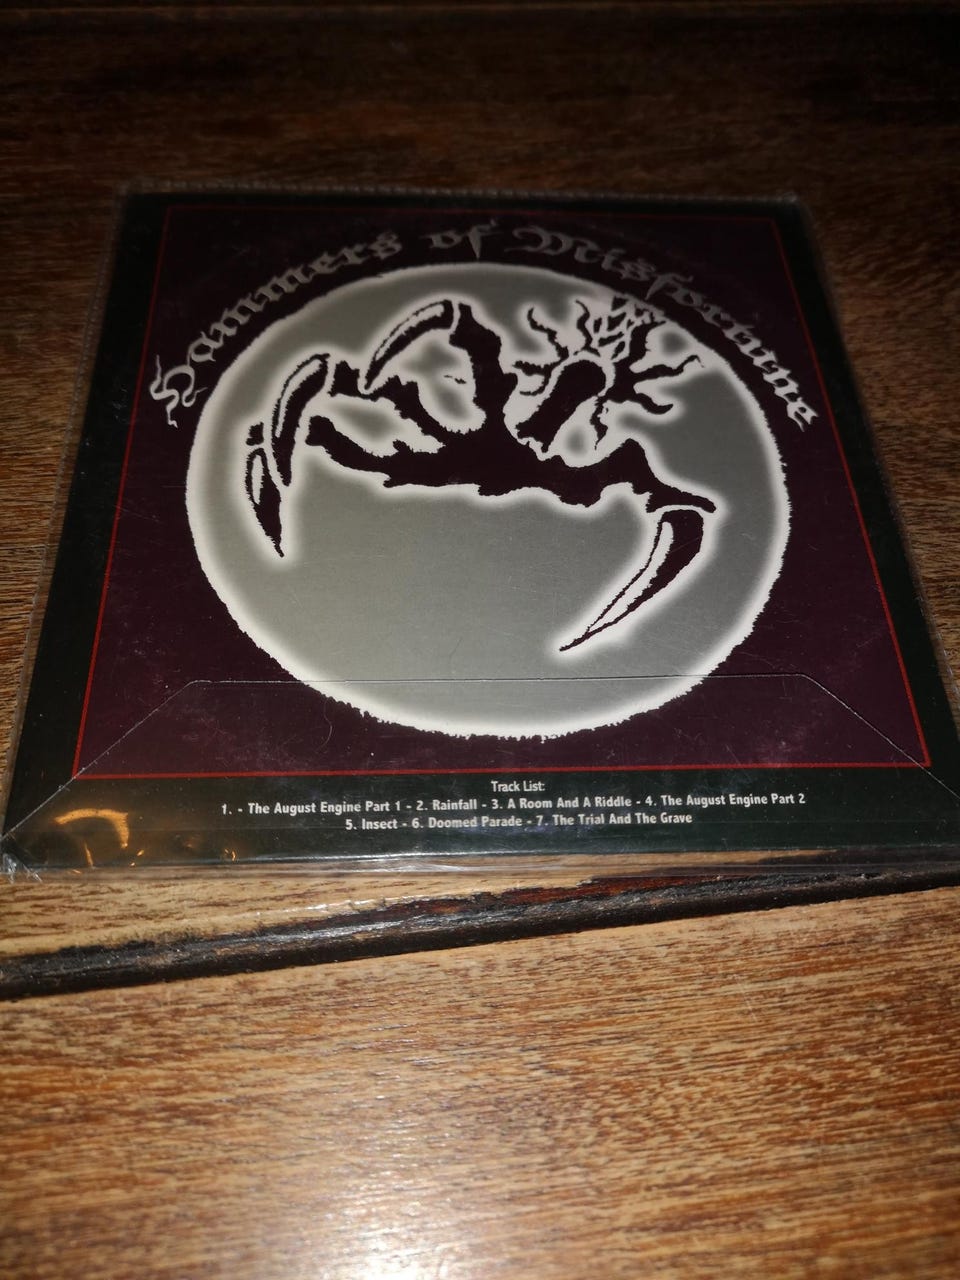 Hammers of Misfortune
Track List:
1. - The August Engine Part 1 - 2. Rainfall - 3. A Room And A Riddle - 4. The August Engine Part 2
5. Insect - 6. Doomed Parade - 7. The Trial And The Grave